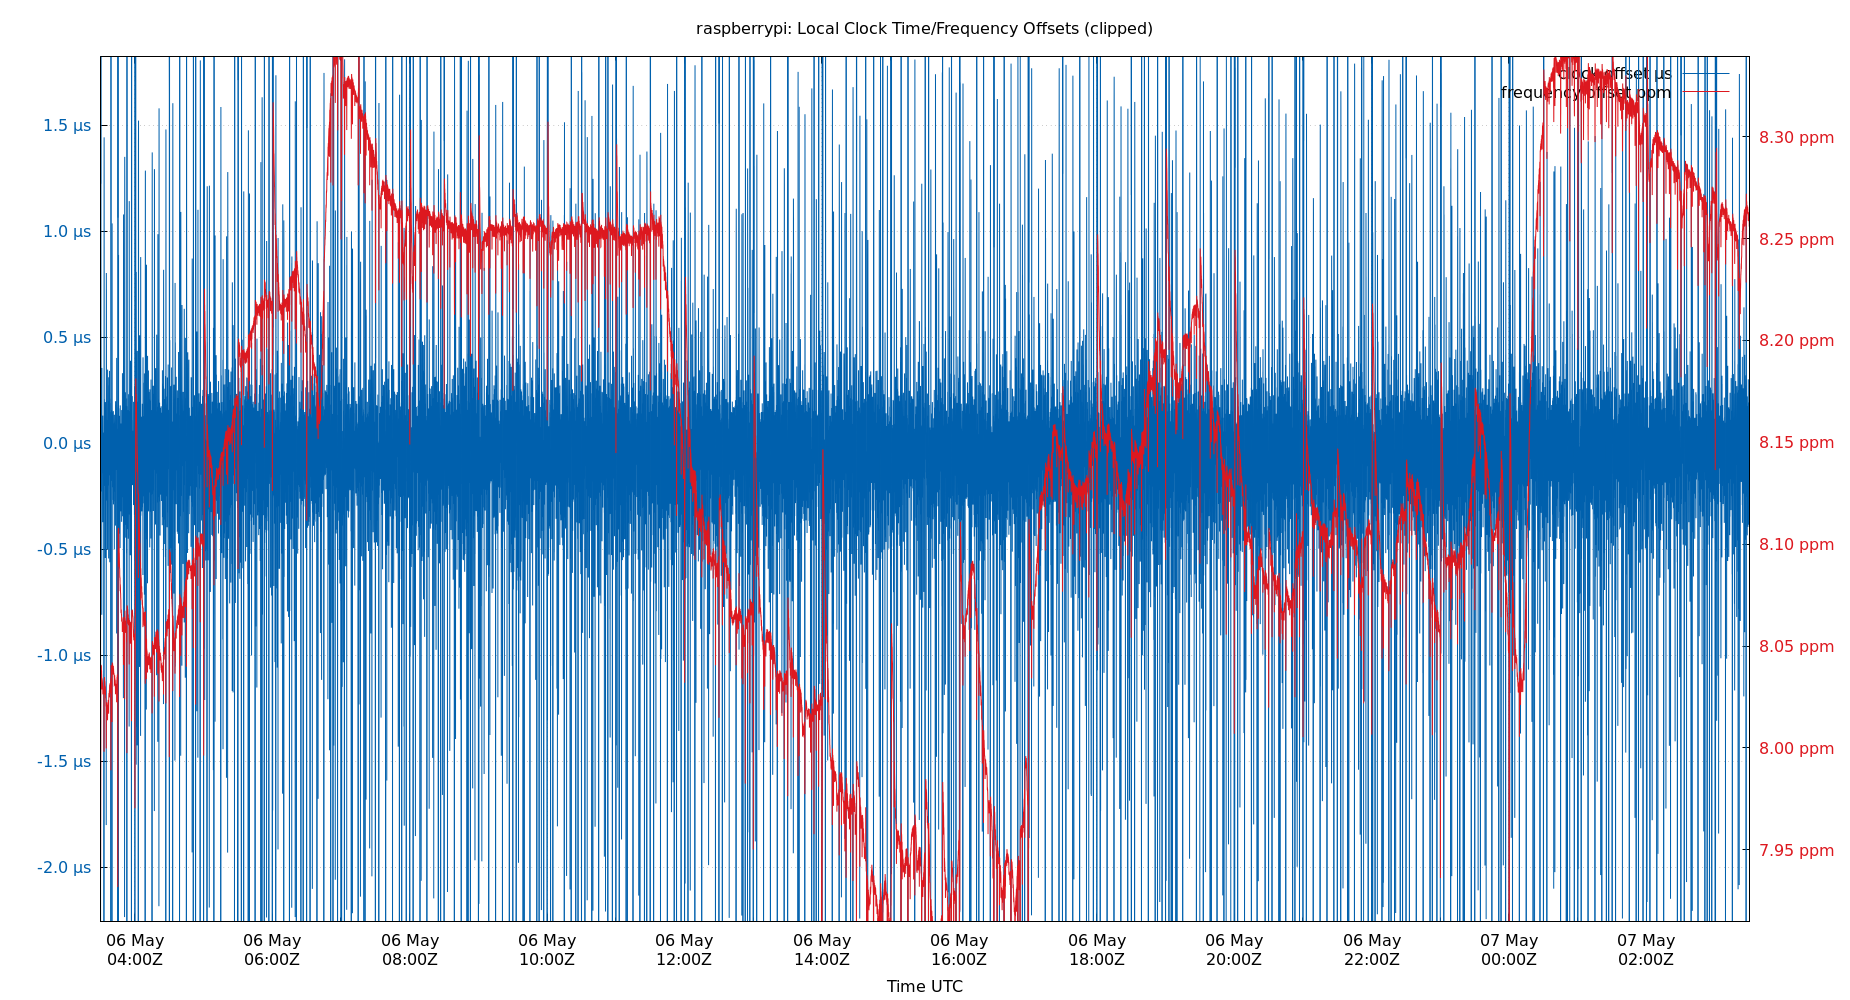 raspberrypi: Local Clock Time/Frequency Offsets (clipped)
clock offset µs
frequency offset ppm
1.5 µs
1.0 µs
0.5 µs
0.0 µs
-0.5 µs
-1.0 µs
-1.5 µs
-2.0 µs
8.30 ppm
8.25 ppm
8.20 ppm
8.15 ppm
8.10 ppm
8.05 ppm
8.00 ppm
7.95 ppm
06 May 06 May 06 May 06 May 06 May 06 May 06 May 06 May 06 May 06 May 07 May 07 May
04:00Z 06:00Z 08:00Z 10:00Z 12:00Z 14:00Z 16:00Z 18:00Z 20:00Z 22:00Z 00:00Z 02:00Z
Time UTC